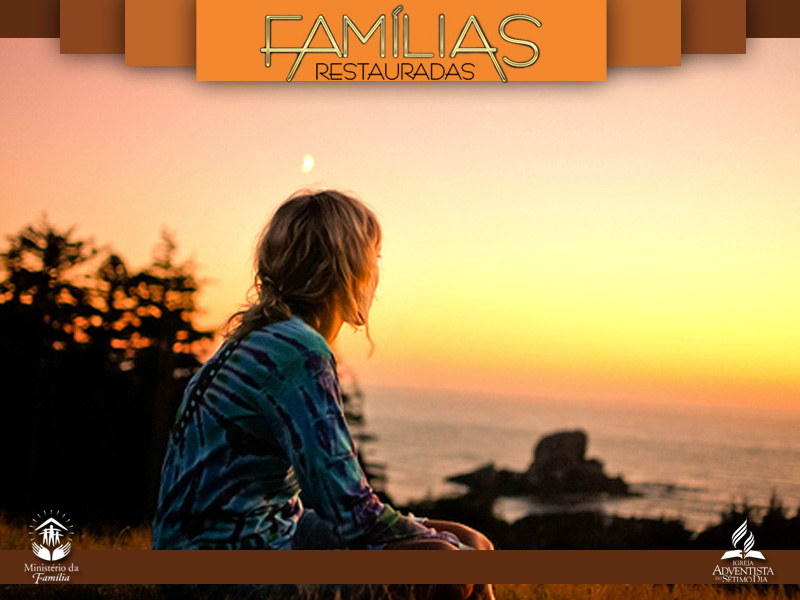 FAMÍLIAS
RESTAURADAS
Ministério da
Família
IGREJA
ADVENTISTA
DO SÉTIMO DIA